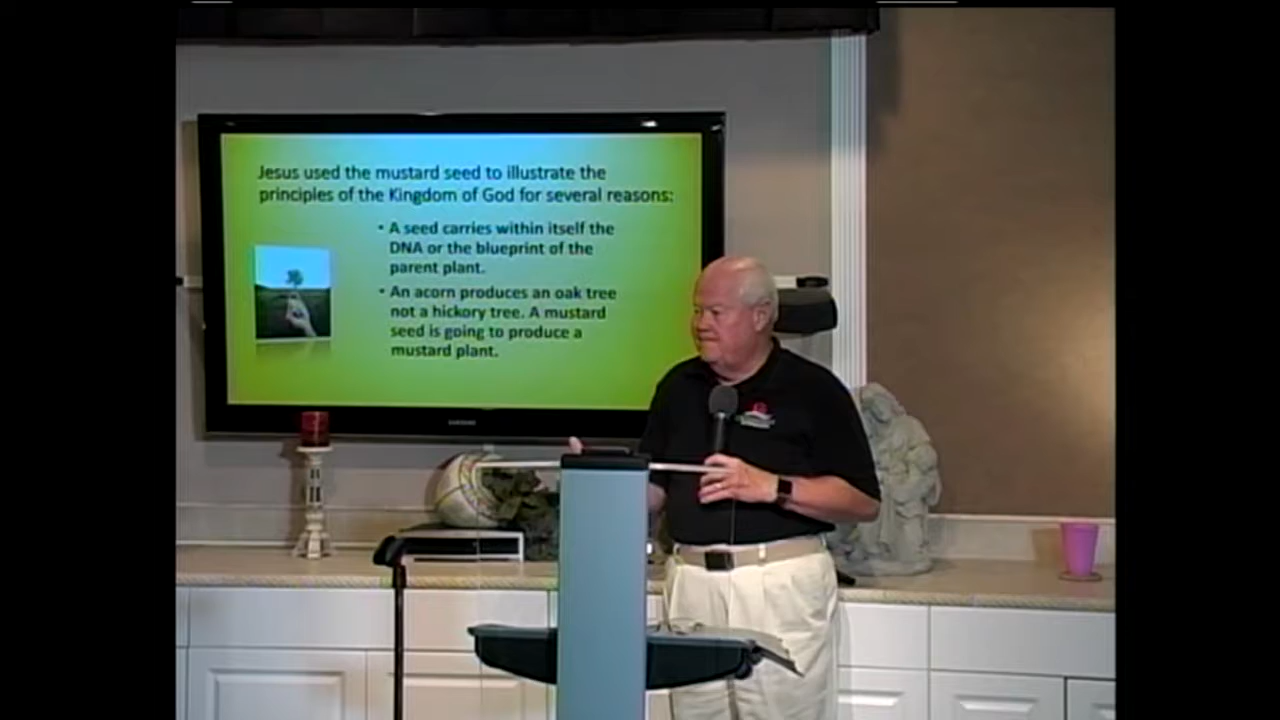 Jesus used the mustard seed to illustrate the
principles of the Kingdom of God for several reasons:
• A seed carries within itself the
DNA or the blueprint of the
parent plant.
• An acorn produces an oak tree
not a hickory tree. A mustard
seed is going to produce a
mustard plant.
SAMSUNG